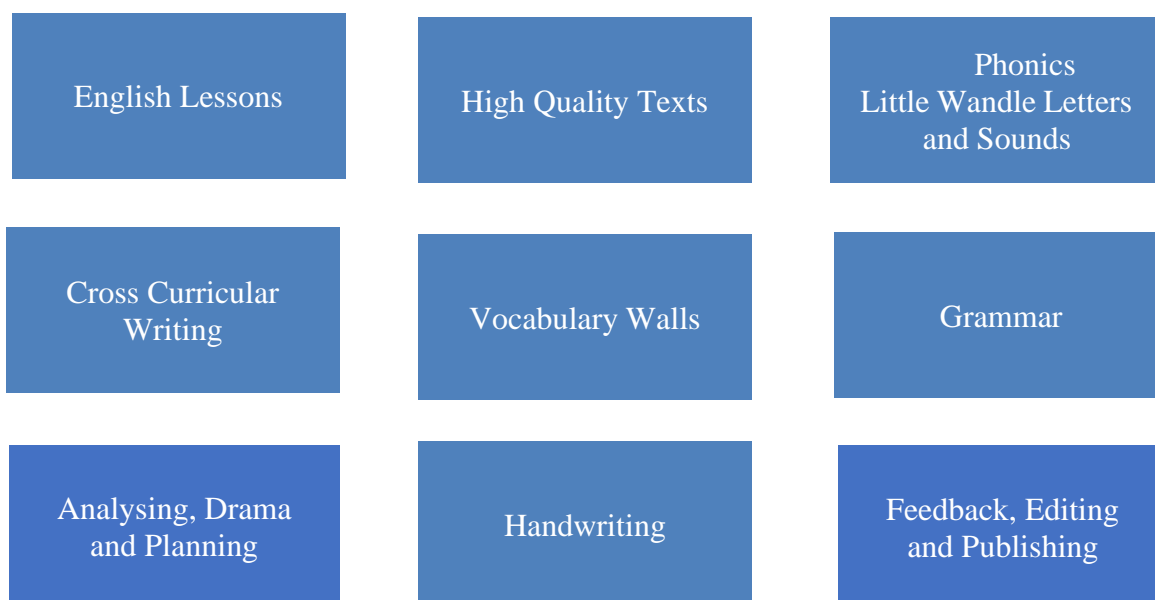 English Lessons
High Quality Texts
Phonics
Little Wandle Letters
and Sounds
Cross Curricular
Writing
Vocabulary Walls
Grammar
Analysing, Drama
and Planning
Handwriting
Feedback, Editing
and Publishing